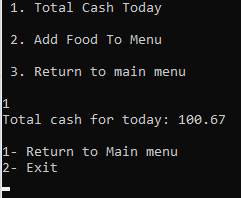 1. Total Cash Today
2. Add Food To Menu
3. Return to main menu
1
Total cash for today: 100.67
1- Return to Main menu
2- Exit